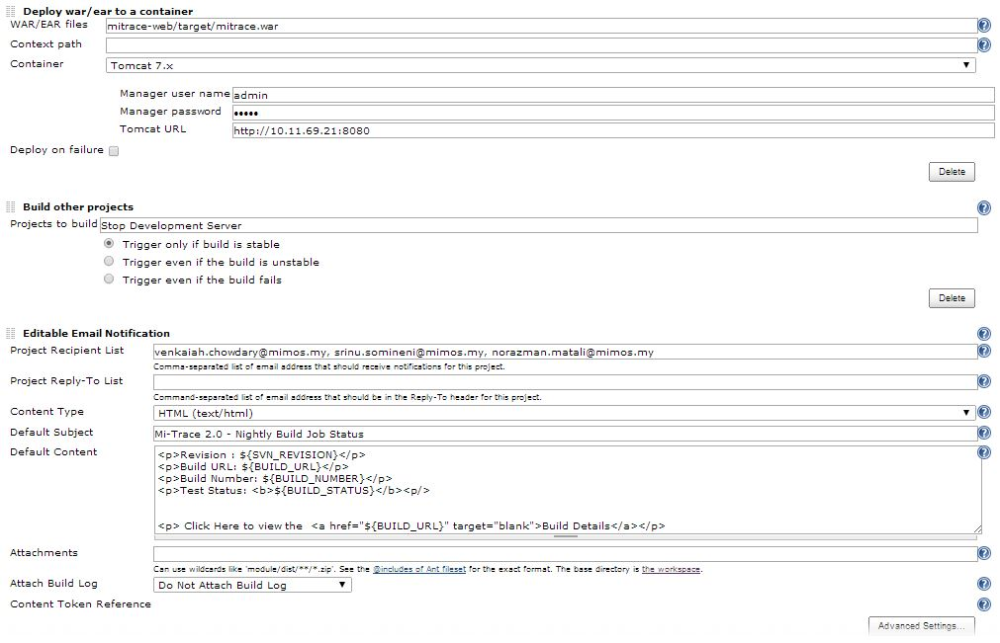 Deploy war/ear to a container
WAR/EAR files mitrace-web/target/mitrace.war
Context path
Container Tomcat 7.x
Manager user name admin
Manager password •••••
Tomcat URL http://10.11.69.21:8080
Deploy on failure
Delete
Build other projects
Projects to build Stop Development Server
Trigger only if build is stable
Trigger even if the build is unstable
Trigger even if the build fails
Delete
Editable Email Notification
Project Recipient List venkaiah.chowdary@mimos.my, srinu.somineni@mimos.my, norazman.matali@mimos.my
Comma-separated list of email address that should receive notifications for this project.
Project Reply-To List
Command-separated list of email address that should be in the Reply-To header for this project.
Content Type HTML (text/html)
Default Subject Mi-Trace 2.0 - Nightly Build Job Status
Default Content <p>Revision : ${SVN_REVISION}</p>
<p>Build URL: ${BUILD_URL}</p>
<p>Build Number: ${BUILD_NUMBER}</p>
<p>Test Status: <b>${BUILD_STATUS}</b><p/>
<p> Click Here to view the  <a href="${BUILD_URL}" target="blank">Build Details</a></p>
Attachments
Can use wildcards like 'module/dist/**/*.zip'. See the @includes of Ant fileset for the exact format. The base directory is the workspace.
Attach Build Log Do Not Attach Build Log
Content Token Reference
Advanced Settings...